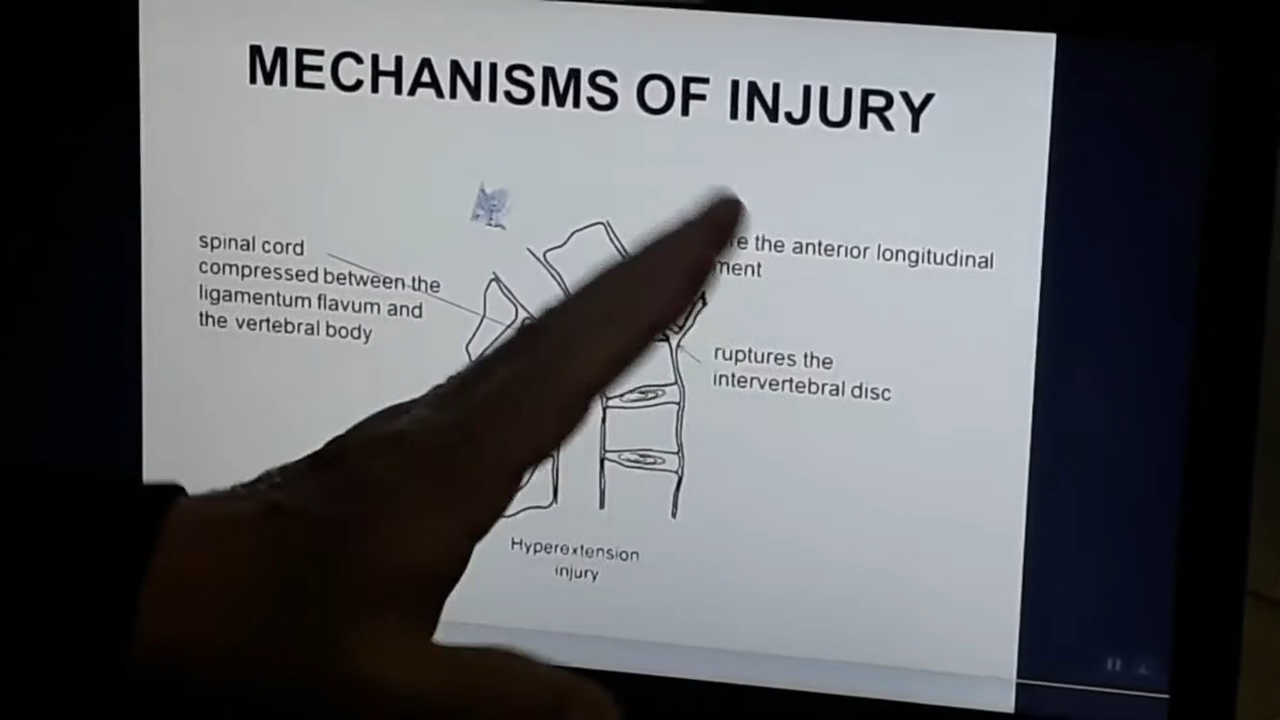 MECHANISMS OF INJURY
spinal cord
compressed between the
ligamentum flavum and
the vertebral body
the anterior longitudinal
ruptures the
intervertebral disc
Hyperextension
injury